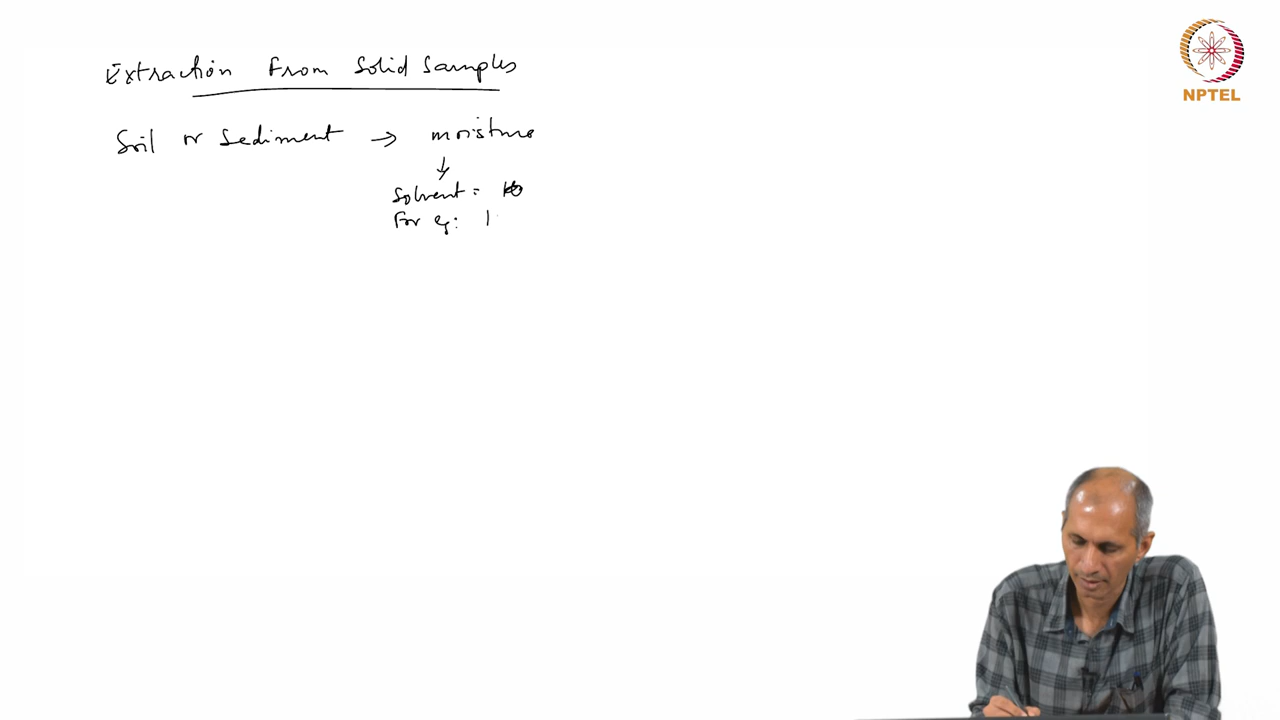 Extraction From Solid Samples
Soil or Sediment → moisture
↓
Solvent =
For eg:
NPTEL